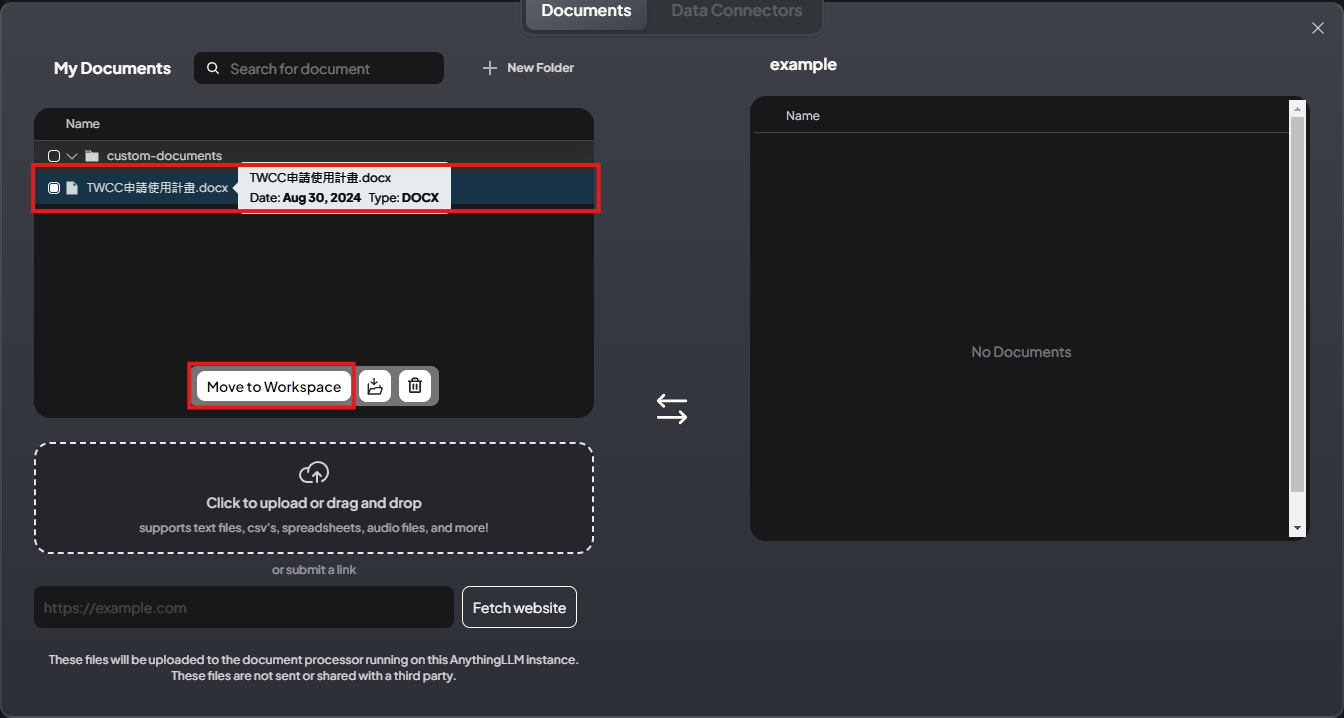 Documents
Data Connectors
My Documents
Search for document
New Folder
example
Name
custom-documents
TWCC申請使用計畫.docx
TWCC申請使用計畫.docx
Date: Aug 30, 2024 Type: DOCX
Move to Workspace
Name
No Documents
Click to upload or drag and drop
supports text files, csv's, spreadsheets, audio files, and more!
or submit a link
https://example.com
Fetch website
These files will be uploaded to the document processor running on this AnythingLLM instance.
These files are not sent or shared with a third party.